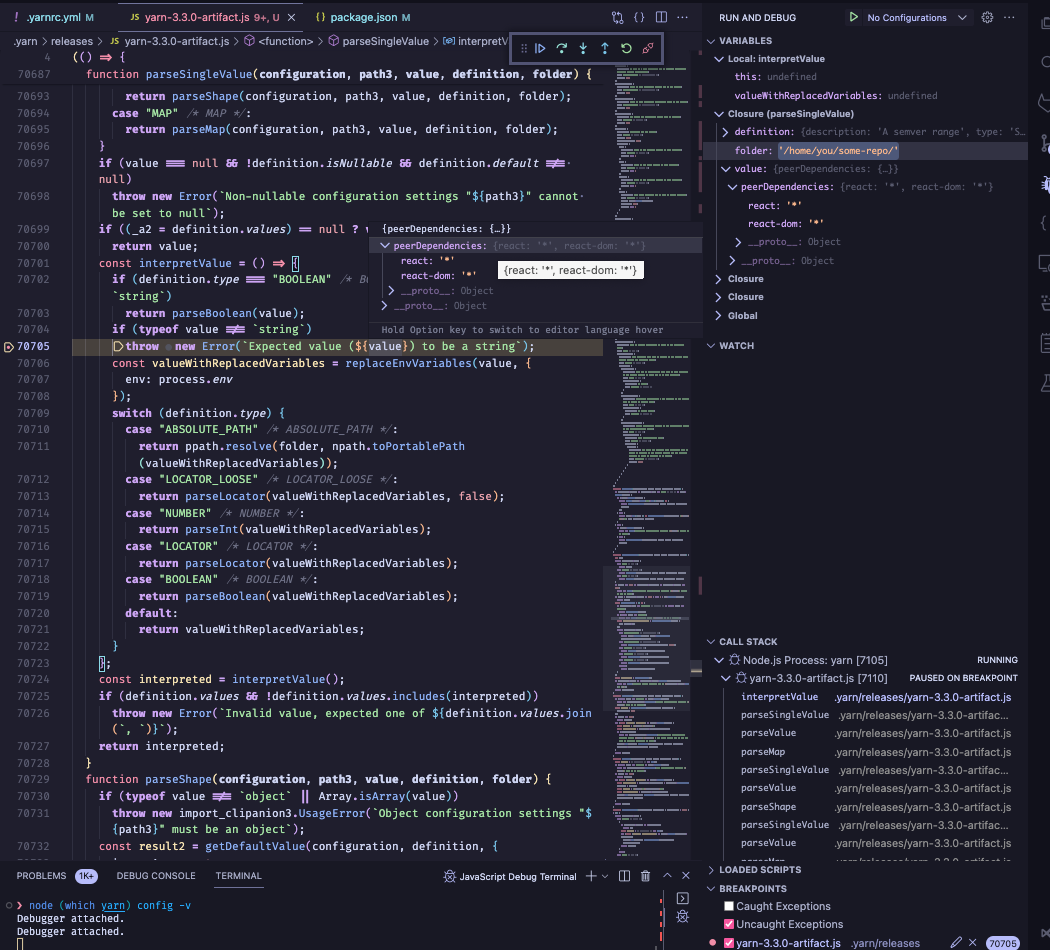 ! .yarnrc.yml M
JS yarn-3.3.0-artifact.js 9+, U ×
{} package.json M
.yarn > releases > JS yarn-3.3.0-artifact.js > <function> > parseSingleValue > interpretV
4 (() => {
70687 function parseSingleValue(configuration, path3, value, definition, folder) {
70693 return parseShape(configuration, path3, value, definition, folder);
70694 case "MAP" /* MAP */:
70695 return parseMap(configuration, path3, value, definition, folder);
70696 }
70697 if (value === null && !definition.isNullable && definition.default !==
null)
70698 throw new Error(`Non-nullable configuration settings "${path3}" cannot
be set to null`);
70699 if ((_a2 = definition.values) == null ?
70700 return value;
70701 const interpretValue = () => {
70702 if (definition.type === "BOOLEAN" /*
`string`)
70703 return parseBoolean(value);
70704 if (typeof value !== `string`)
70705 throw new Error(`Expected value (${value}) to be a string`);
70706 const valueWithReplacedVariables = replaceEnvVariables(value, {
70707 env: process.env
70708 });
70709 switch (definition.type) {
70710 case "ABSOLUTE_PATH" /* ABSOLUTE_PATH */:
70711 return ppath.resolve(folder, npath.toPortablePath
(valueWithReplacedVariables));
70712 case "LOCATOR_LOOSE" /* LOCATOR_LOOSE */:
70713 return parseLocator(valueWithReplacedVariables, false);
70714 case "NUMBER" /* NUMBER */:
70715 return parseInt(valueWithReplacedVariables);
70716 case "LOCATOR" /* LOCATOR */:
70717 return parseLocator(valueWithReplacedVariables);
70718 case "BOOLEAN" /* BOOLEAN */:
70719 return parseBoolean(valueWithReplacedVariables);
70720 default:
70721 return valueWithReplacedVariables;
70722 }
70723 };
70724 const interpreted = interpretValue();
70725 if (definition.values && !definition.values.includes(interpreted))
70726 throw new Error(`Invalid value, expected one of ${definition.values.join
(`, `)}`);
70727 return interpreted;
70728 }
70729 function parseShape(configuration, path3, value, definition, folder) {
70730 if (typeof value !== `object` || Array.isArray(value))
70731 throw new import_clipanion3.UsageError(`Object configuration settings "$
{path3}" must be an object`);
70732 const result2 = getDefaultValue(configuration, definition, {
{peerDependencies: {…}}
peerDependencies: {react: '*', react-dom: '*'}
react: '*'
react-dom: '*'
{react: '*', react-dom: '*'}
__proto__: Object
__proto__: Object
Hold Option key to switch to editor language hover
RUN AND DEBUG
No Configurations
VARIABLES
Local: interpretValue
this: undefined
valueWithReplacedVariables: undefined
Closure (parseSingleValue)
definition: {description: 'A semver range', type: 'S…
folder: '/home/you/some-repo/'
value: {peerDependencies: {…}}
peerDependencies: {react: '*', react-dom: '*'}
react: '*'
react-dom: '*'
__proto__: Object
__proto__: Object
Closure
Closure
Global
WATCH
CALL STACK
Node.js Process: yarn [7105] RUNNING
yarn-3.3.0-artifact.js [7110] PAUSED ON BREAKPOINT
interpretValue .yarn/releases/yarn-3.3.0-artifact.js
parseSingleValue .yarn/releases/yarn-3.3.0-artifac...
parseValue .yarn/releases/yarn-3.3.0-artifact.js
parseMap .yarn/releases/yarn-3.3.0-artifact.js
parseSingleValue .yarn/releases/yarn-3.3.0-artifac...
parseValue .yarn/releases/yarn-3.3.0-artifact.js
parseShape .yarn/releases/yarn-3.3.0-artifact.js
parseSingleValue .yarn/releases/yarn-3.3.0-artifac...
parseValue .yarn/releases/yarn-3.3.0-artifact.js
LOADED SCRIPTS
BREAKPOINTS
Caught Exceptions
Uncaught Exceptions
yarn-3.3.0-artifact.js .yarn/releases 70705
PROBLEMS 1K+ DEBUG CONSOLE TERMINAL
JavaScript Debug Terminal
node (which yarn) config -v
Debugger attached.
Debugger attached.